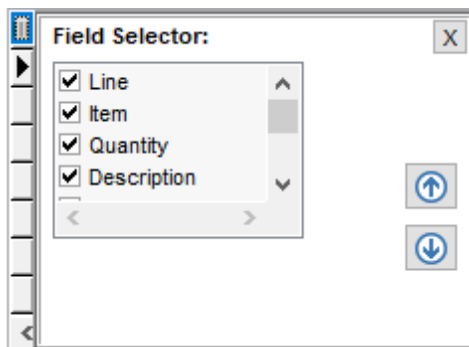 Field Selector:
X
Line
Item
Quantity
Description